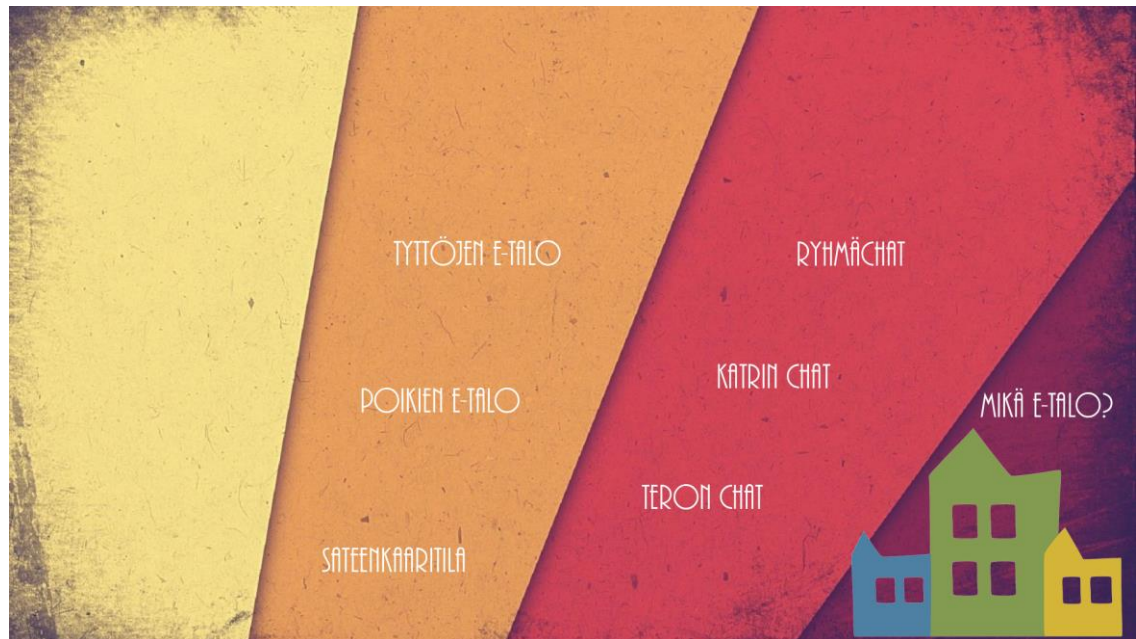 TYTTÖJEN E-TALO
POIKIEN E-TALO
SATEENKAARITILA
RYHMÄCHAT
KATRIN CHAT
TERON CHAT
MIKÄ E-TALO?